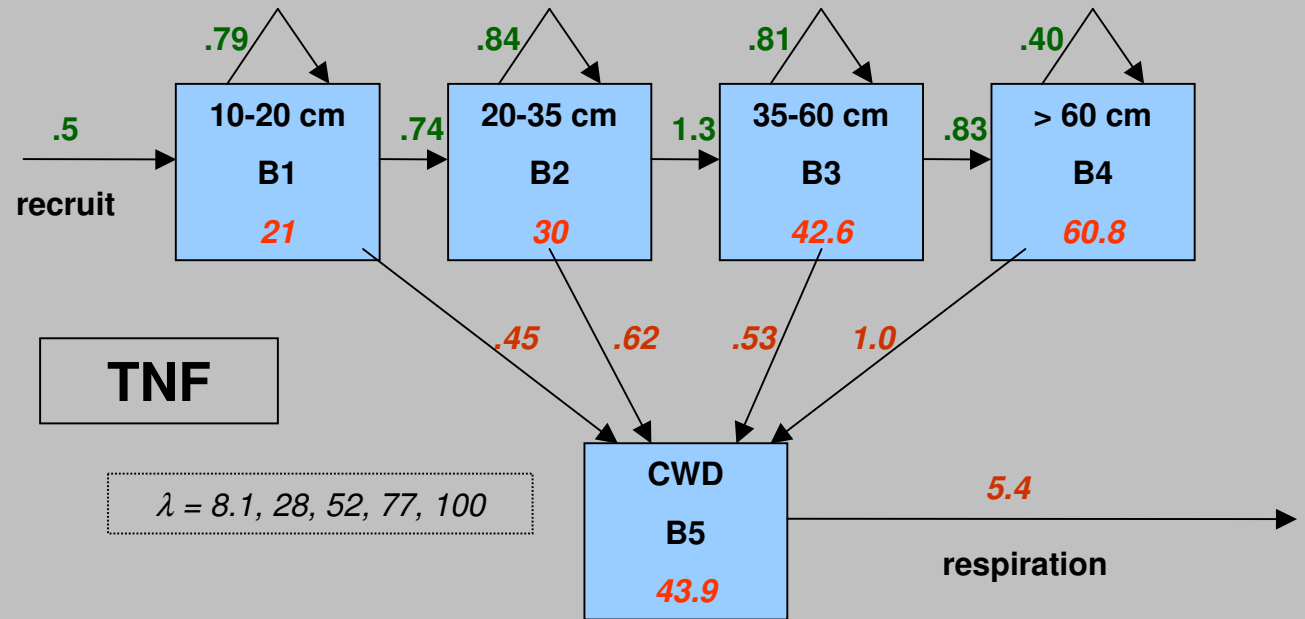 .79 .84 .81 .40
10-20 cm 20-35 cm 35-60 cm > 60 cm
.5 .74 1.3 .83
B1 B2 B3 B4
recruit
21 30 42.6 60.8
.45 .62 .53 1.0
TNF
CWD
λ = 8.1, 28, 52, 77, 100
5.4
B5
respiration
43.9